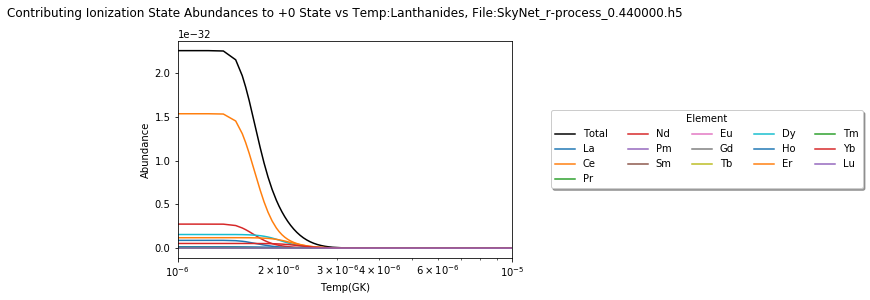 Contributing Ionization State Abundances to +0 State vs Temp:Lanthanides, File:SkyNet_r-process_0.440000.h5
1e−32
2.0
1.5
1.0
0.5
0.0
Abundance
10⁻⁶
2 × 10⁻⁶
3 × 10⁻⁶
4 × 10⁻⁶
6 × 10⁻⁶
10⁻⁵
Temp(GK)
Element
Total
La
Ce
Pr
Nd
Pm
Sm
Eu
Gd
Tb
Dy
Ho
Er
Tm
Yb
Lu